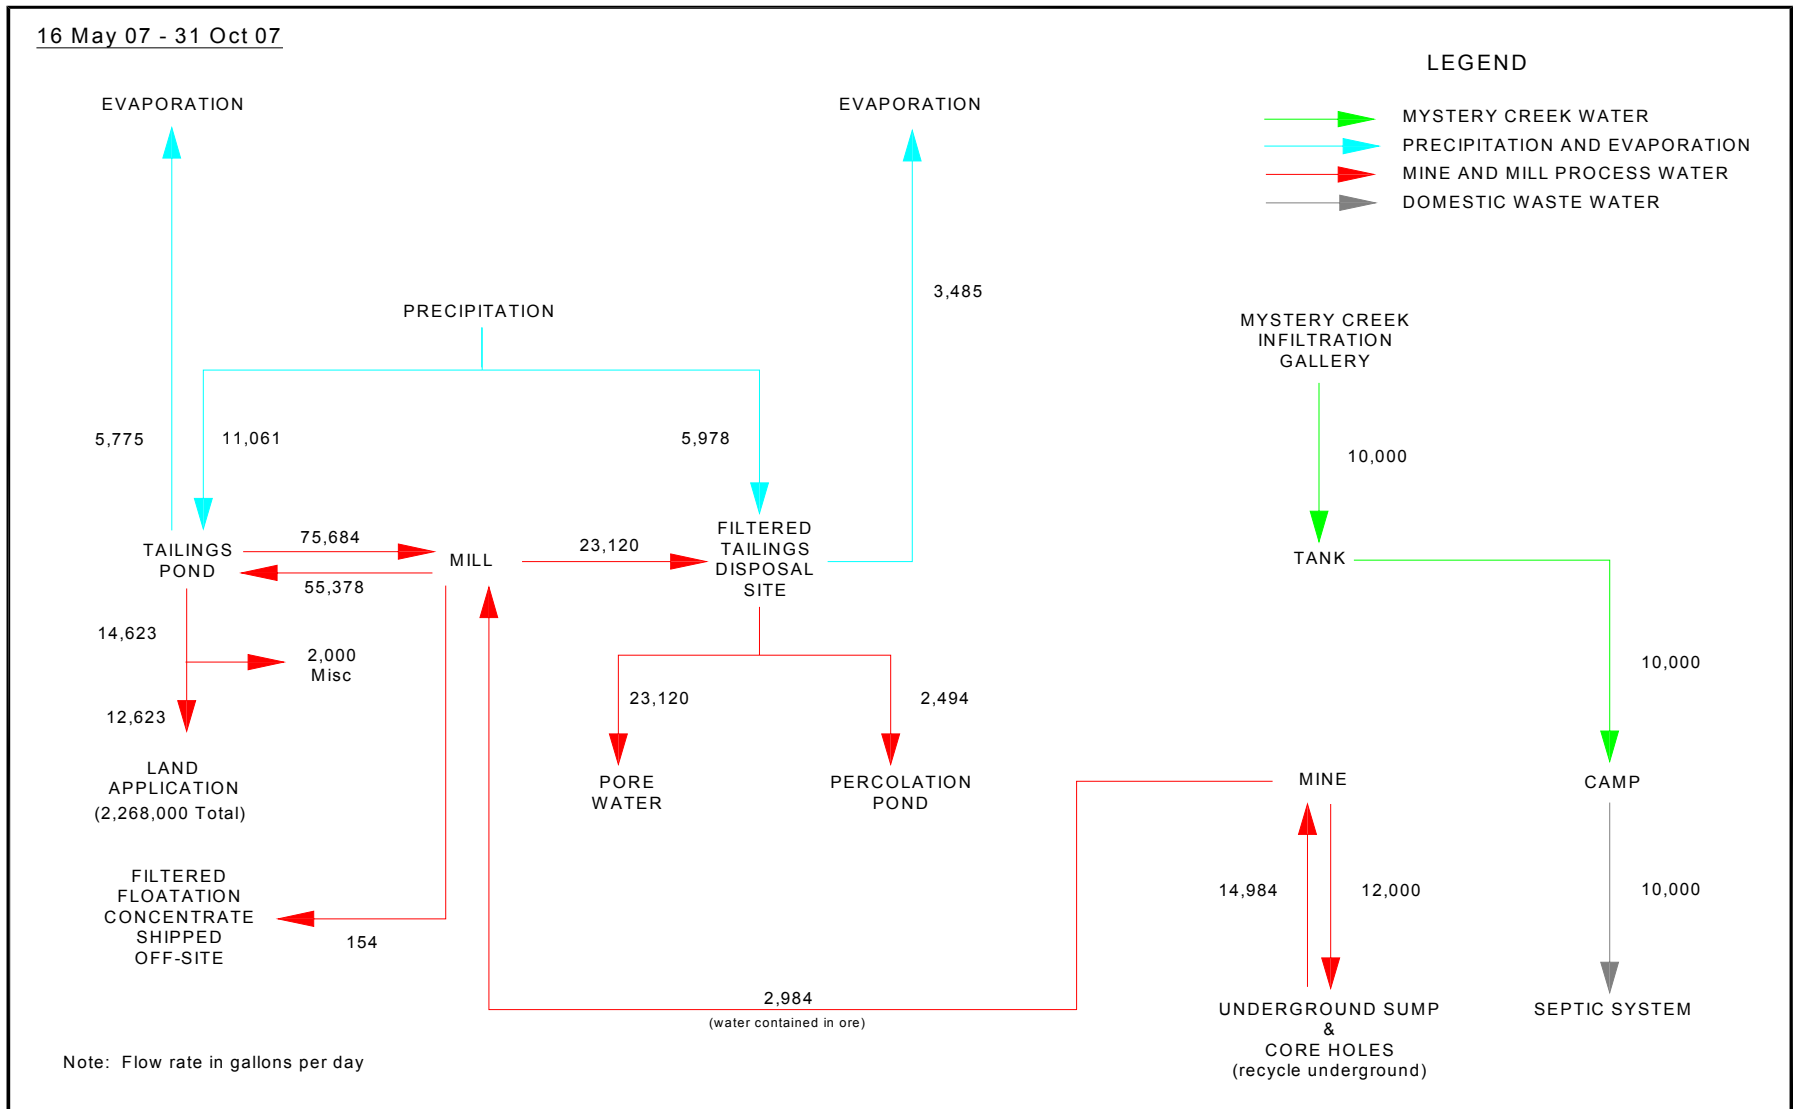 16 May 07 - 31 Oct 07
LEGEND
MYSTERY CREEK WATER
PRECIPITATION AND EVAPORATION
MINE AND MILL PROCESS WATER
DOMESTIC WASTE WATER
EVAPORATION
EVAPORATION
3,485
PRECIPITATION
5,775
11,061
5,978
MYSTERY CREEK
INFILTRATION
GALLERY
10,000
TAILINGS
POND
75,684
55,378
MILL
23,120
FILTERED
TAILINGS
DISPOSAL
SITE
TANK
14,623
2,000
Misc
12,623
LAND
APPLICATION
(2,268,000 Total)
23,120
2,494
PORE
WATER
PERCOLATION
POND
10,000
MINE
CAMP
FILTERED
FLOATATION
CONCENTRATE
SHIPPED
OFF-SITE
154
14,984
12,000
10,000
2,984
(water contained in ore)
UNDERGROUND SUMP
&
CORE HOLES
(recycle underground)
SEPTIC SYSTEM
Note: Flow rate in gallons per day